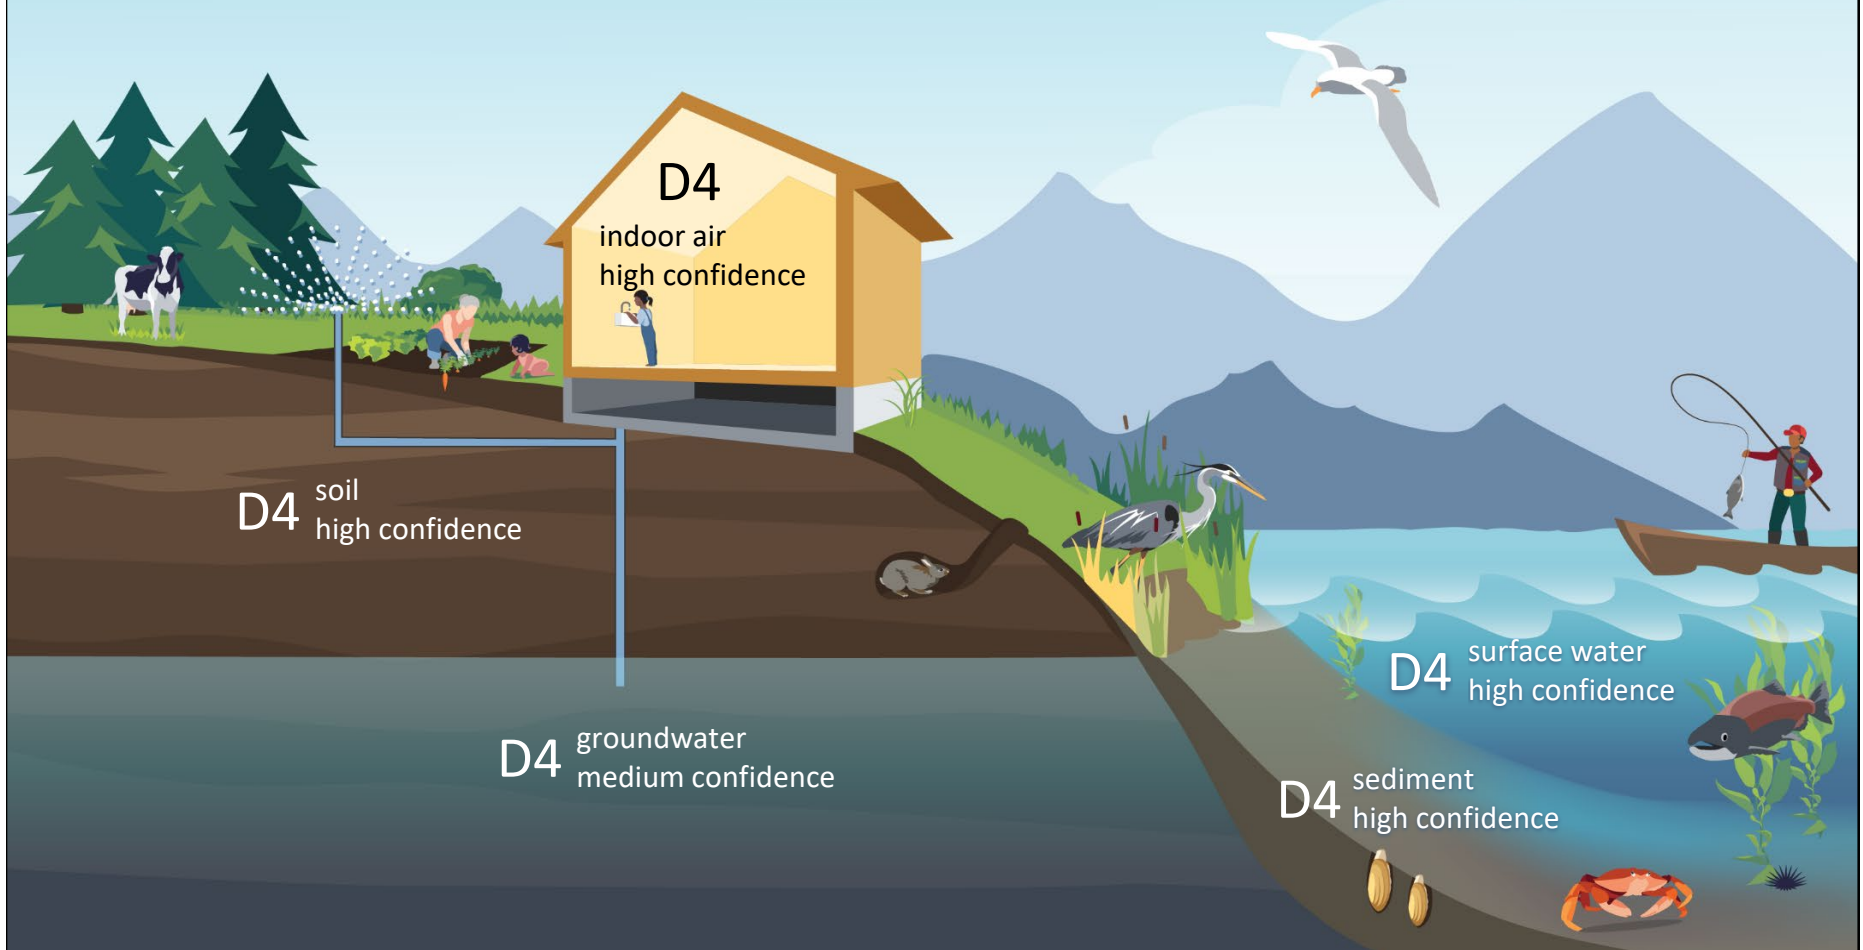 D4
indoor air
high confidence
D4
soil
high confidence
D4
surface water
high confidence
D4
groundwater
medium confidence
D4
sediment
high confidence